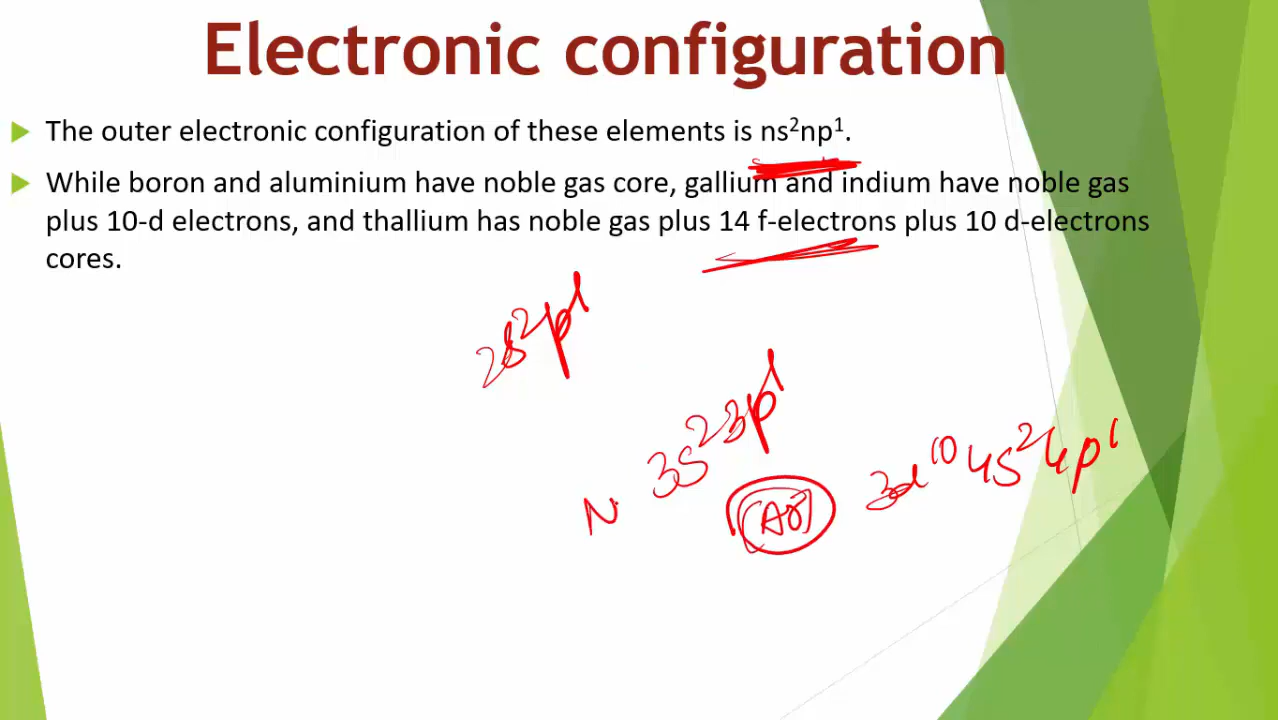 Electronic configuration
The outer electronic configuration of these elements is ns²np¹.
While boron and aluminium have noble gas core, gallium and indium have noble gas
plus 10-d electrons, and thallium has noble gas plus 14 f-electrons plus 10 d-electrons
cores.
2s²p¹
3s²3p¹
N
[Ar] 3d¹⁰4s²4p¹